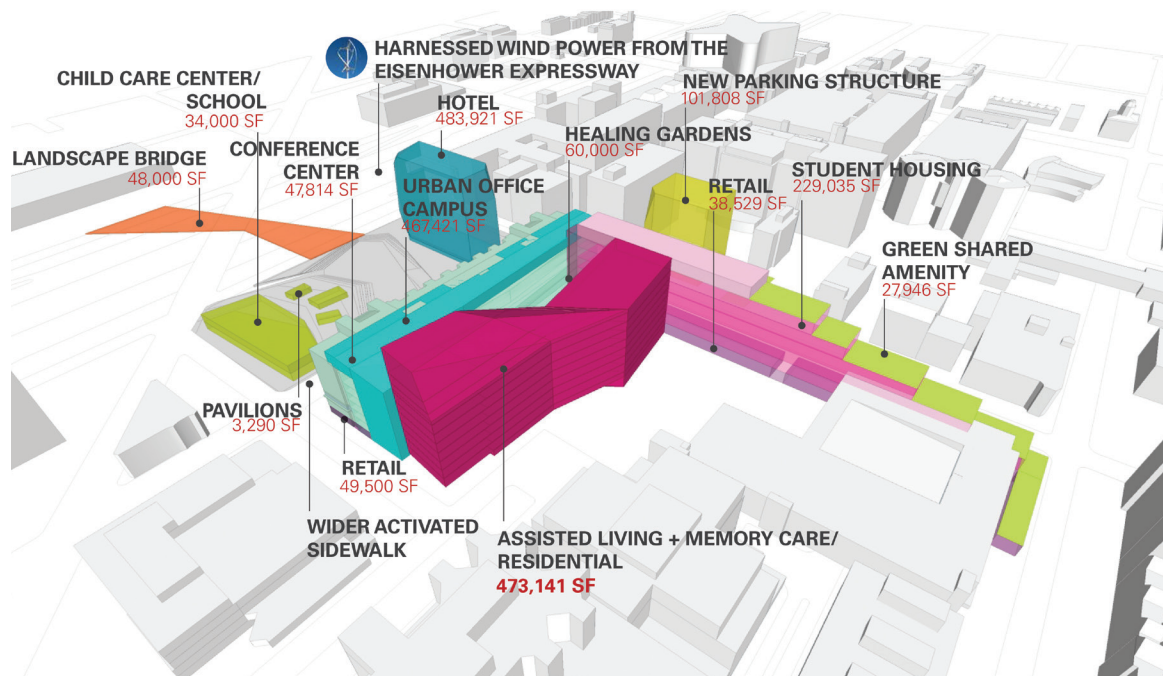 HARNESSED WIND POWER FROM THE
EISENHOWER EXPRESSWAY
CHILD CARE CENTER/
SCHOOL
34,000 SF
NEW PARKING STRUCTURE
101,808 SF
HOTEL
483,921 SF
HEALING GARDENS
60,000 SF
LANDSCAPE BRIDGE
48,000 SF
CONFERENCE
CENTER
47,814 SF
URBAN OFFICE
CAMPUS
467,421 SF
RETAIL
38,529 SF
STUDENT HOUSING
229,035 SF
GREEN SHARED
AMENITY
27,946 SF
PAVILIONS
3,290 SF
RETAIL
49,500 SF
WIDER ACTIVATED
SIDEWALK
ASSISTED LIVING + MEMORY CARE/
RESIDENTIAL
473,141 SF